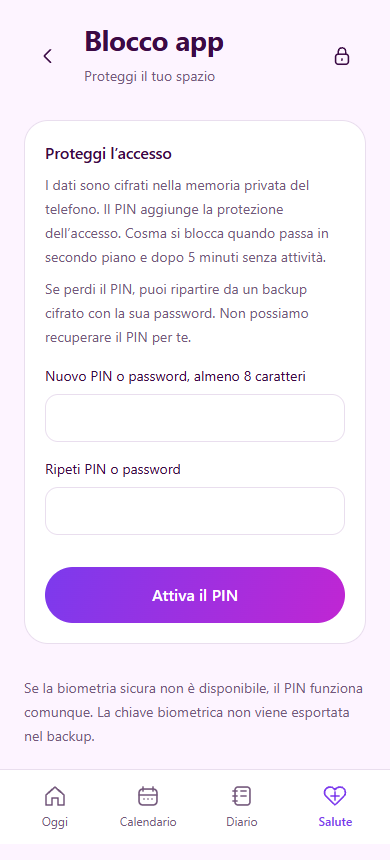 Blocco app
Proteggi il tuo spazio
Proteggi l’accesso
I dati sono cifrati nella memoria privata del
telefono. Il PIN aggiunge la protezione
dell’accesso. Cosma si blocca quando passa in
secondo piano e dopo 5 minuti senza attività.
Se perdi il PIN, puoi ripartire da un backup
cifrato con la sua password. Non possiamo
recuperare il PIN per te.
Nuovo PIN o password, almeno 8 caratteri
Ripeti PIN o password
Attiva il PIN
Se la biometria sicura non è disponibile, il PIN funziona
comunque. La chiave biometrica non viene esportata
nel backup.
Oggi
Calendario
Diario
Salute